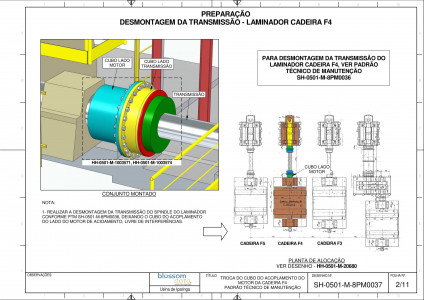 PREPARAÇÃO
DESMONTAGEM DA TRANSMISSÃO - LAMINADOR CADEIRA F4
CUBO LADO
MOTOR
CUBO LADO
TRANSMISSÃO
TRANSMISSÃO
HH-0501-M-1003371, HH-0501-M-1003374
CONJUNTO MONTADO
PARA DESMONTAGEM DA TRANSMISSÃO DO
LAMINADOR CADEIRA F4, VER PADRÃO
TÉCNICO DE MANUTENÇÃO
SH-0501-M-8PM0036
CUBO LADO
MOTOR
CADEIRA F5
CADEIRA F4
CADEIRA F3
PLANTA DE ALOCAÇÃO
VER DESENHO : HH-0501-M-20680
NOTA:
1- REALIZAR A DESMONTAGEM DA TRANSMISSÃO DO SPINDLE DO LAMINADOR
CONFORME PTM SH-0501-M-8PM0036, DEIXANDO O CUBO DO ACOPLAMENTO
DO LADO DO MOTOR DE ACIONAMENTO, LIVRE DE INTERFERÊNCIAS.
OBSERVAÇÕES:
blossom
Usina de Ipatinga
TÍTULO
TROCA DO CUBO DO ACOPLAMENTO DO
MOTOR DA CADEIRA F4
PADRÃO TÉCNICO DE MANUTENÇÃO
DESENHO Nº.
SH-0501-M-8PM0037
FOLHA Nº.
2/11